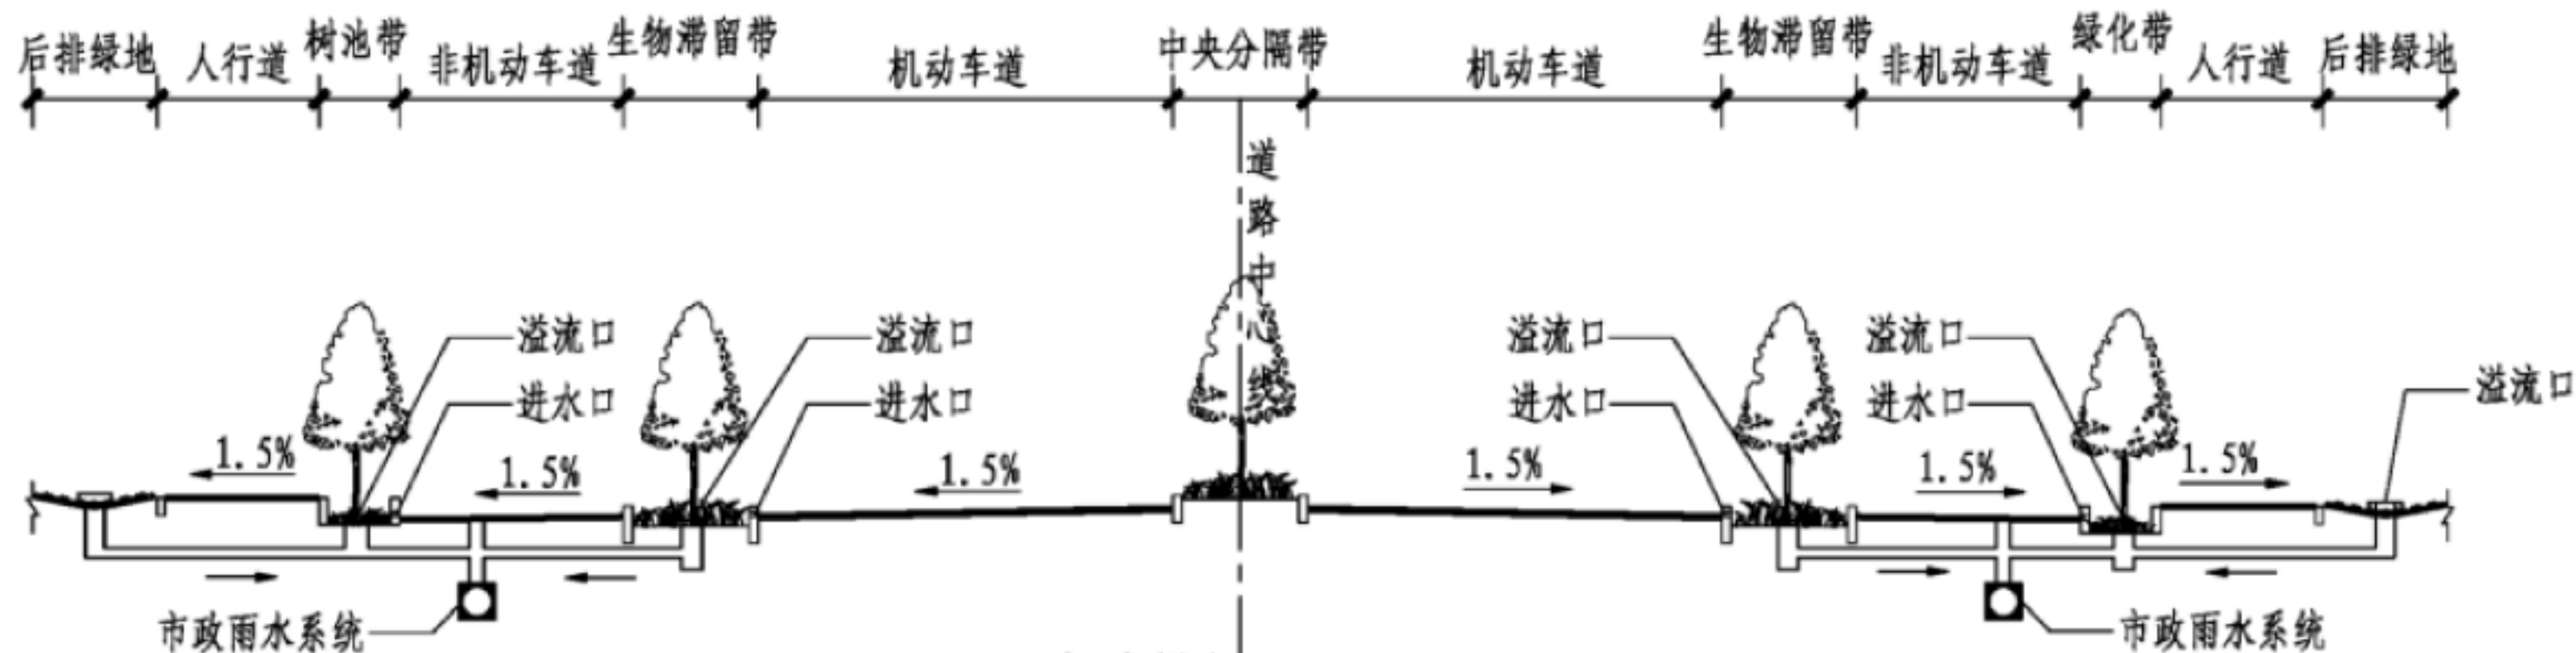 后排绿地 人行道 树池带 非机动车道 生物滞留带 机动车道 中央分隔带 机动车道 生物滞留带 非机动车道 绿化带 人行道 后排绿地
道路中心线
溢流口 溢流口 溢流口 溢流口
进水口 进水口 进水口 进水口 溢流口
1.5% 1.5% 1.5% 1.5% 1.5% 1.5%
市政雨水系统 市政雨水系统